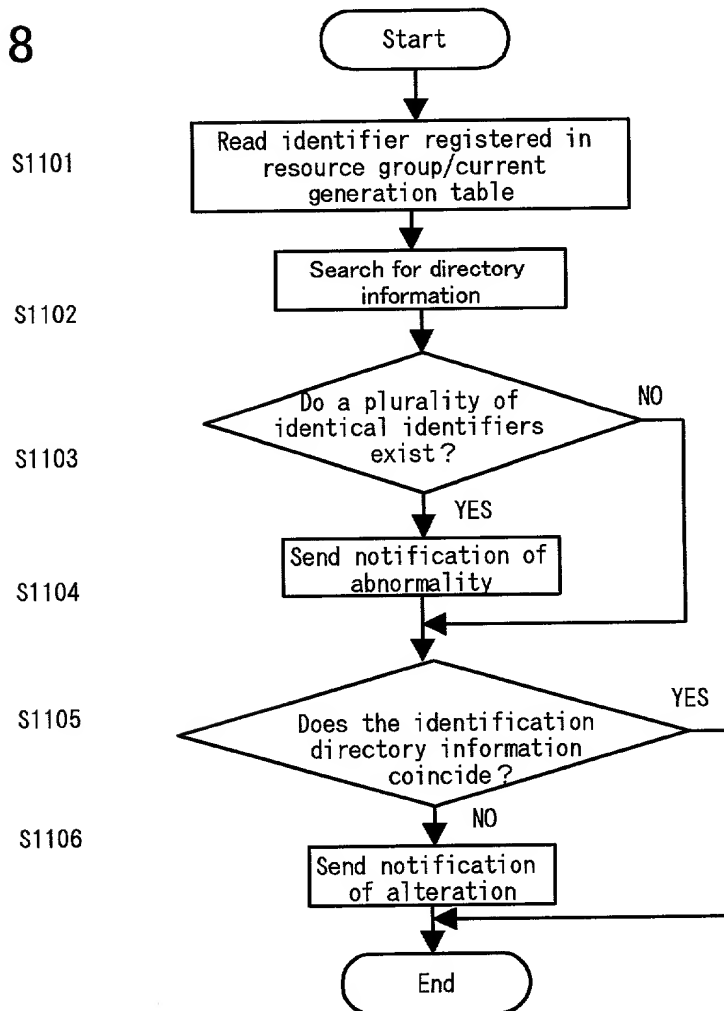 8
Start
S1101
Read identifier registered in
resource group/current
generation table
Search for directory
information
S1102
Do a plurality of
identical identifiers
exist?
NO
S1103
YES
Send notification of
abnormality
S1104
S1105
Does the identification
directory information
coincide?
YES
NO
S1106
Send notification
of alteration
End